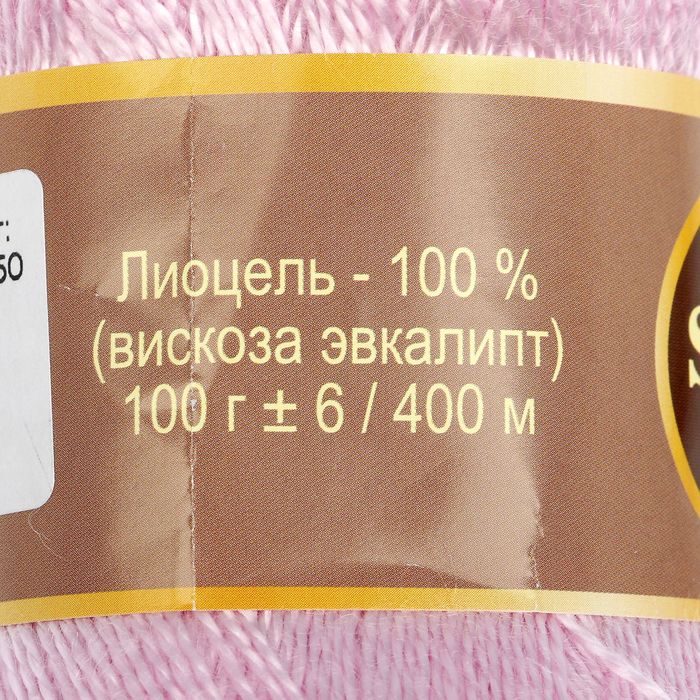 Лиоцель - 100 %
(вискоза эвкалипт)
100 г ± 6 / 400 м